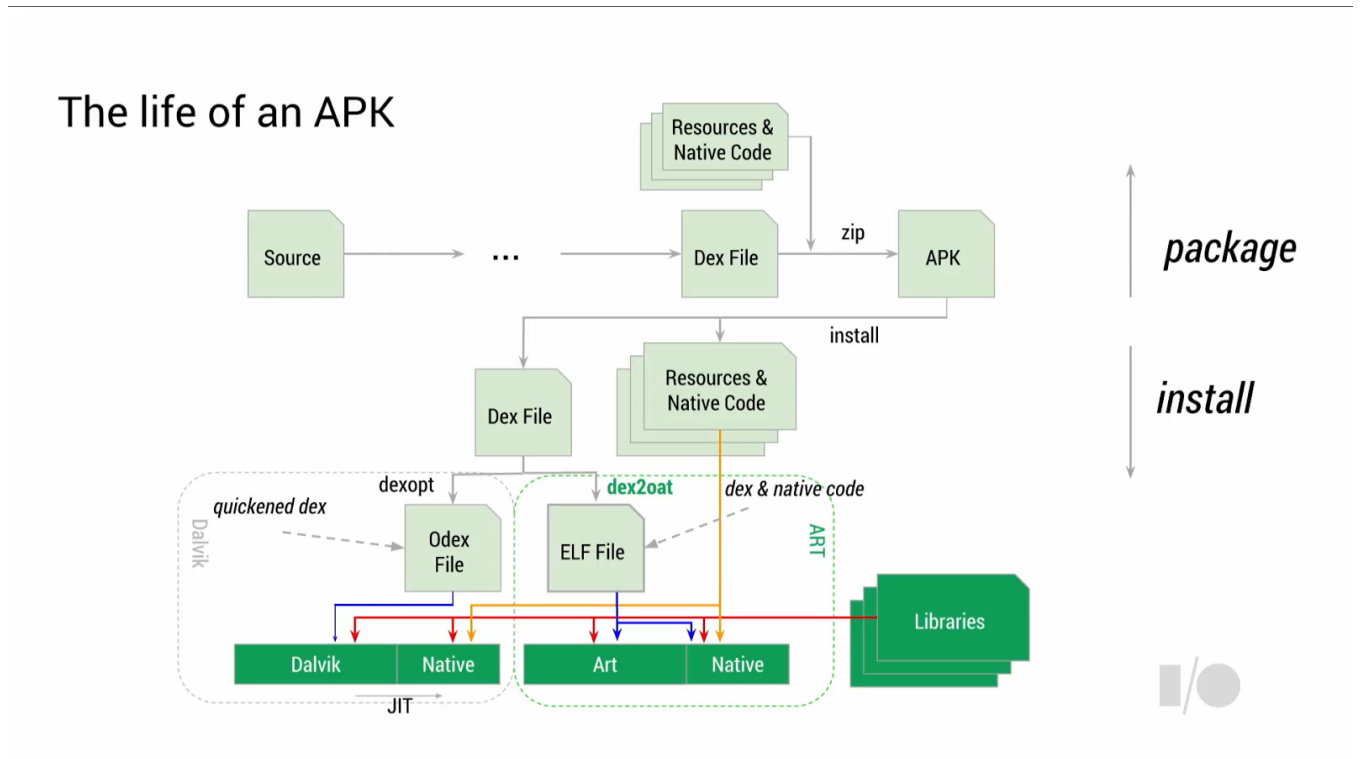 The life of an APK
Resources &
Native Code
Source
...
Dex File
zip
APK
package
install
Dex File
Resources &
Native Code
install
dexopt
dex2oat
dex & native code
quickened dex
Dalvik
Odex
File
ELF File
ART
Libraries
Dalvik
Native
Art
Native
JIT
I/O